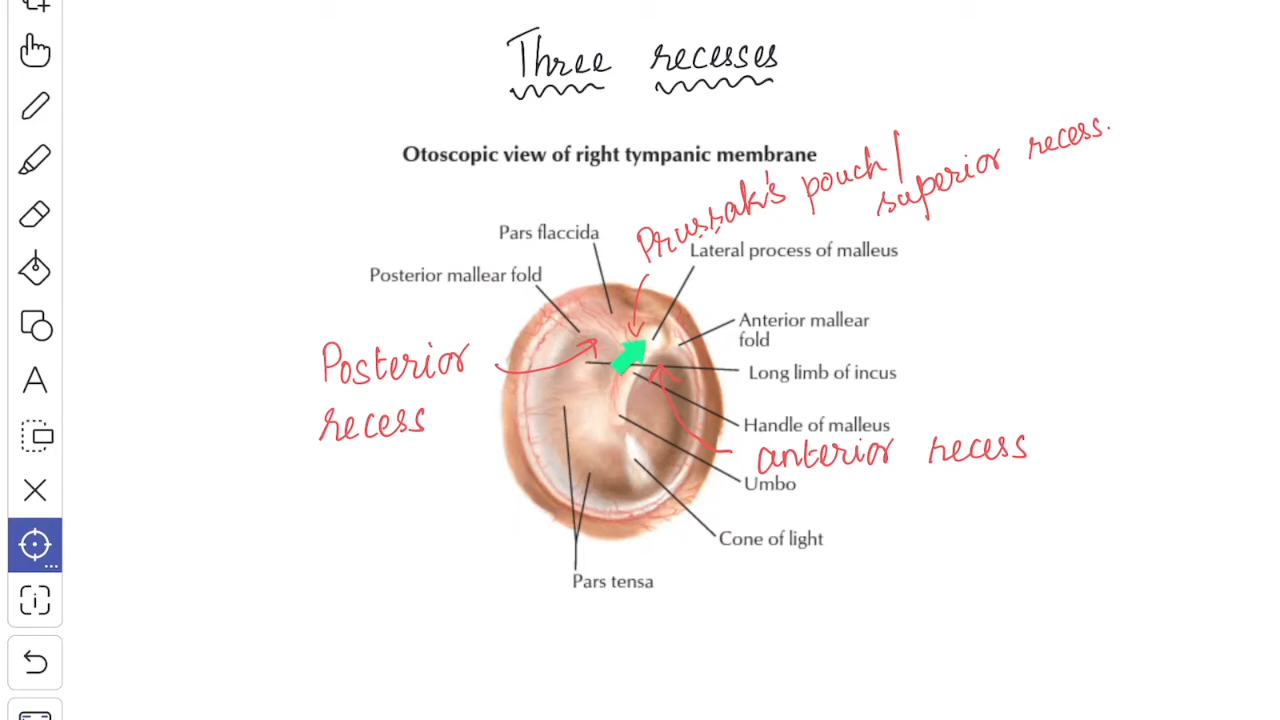 Three recesses
Otoscopic view of right tympanic membrane
Prussak's pouch/
superior recess.
Pars flaccida
Lateral process of malleus
Posterior mallear fold
Anterior mallear
fold
Posterior
recess
Long limb of incus
Handle of malleus
anterior recess
Umbo
Cone of light
Pars tensa